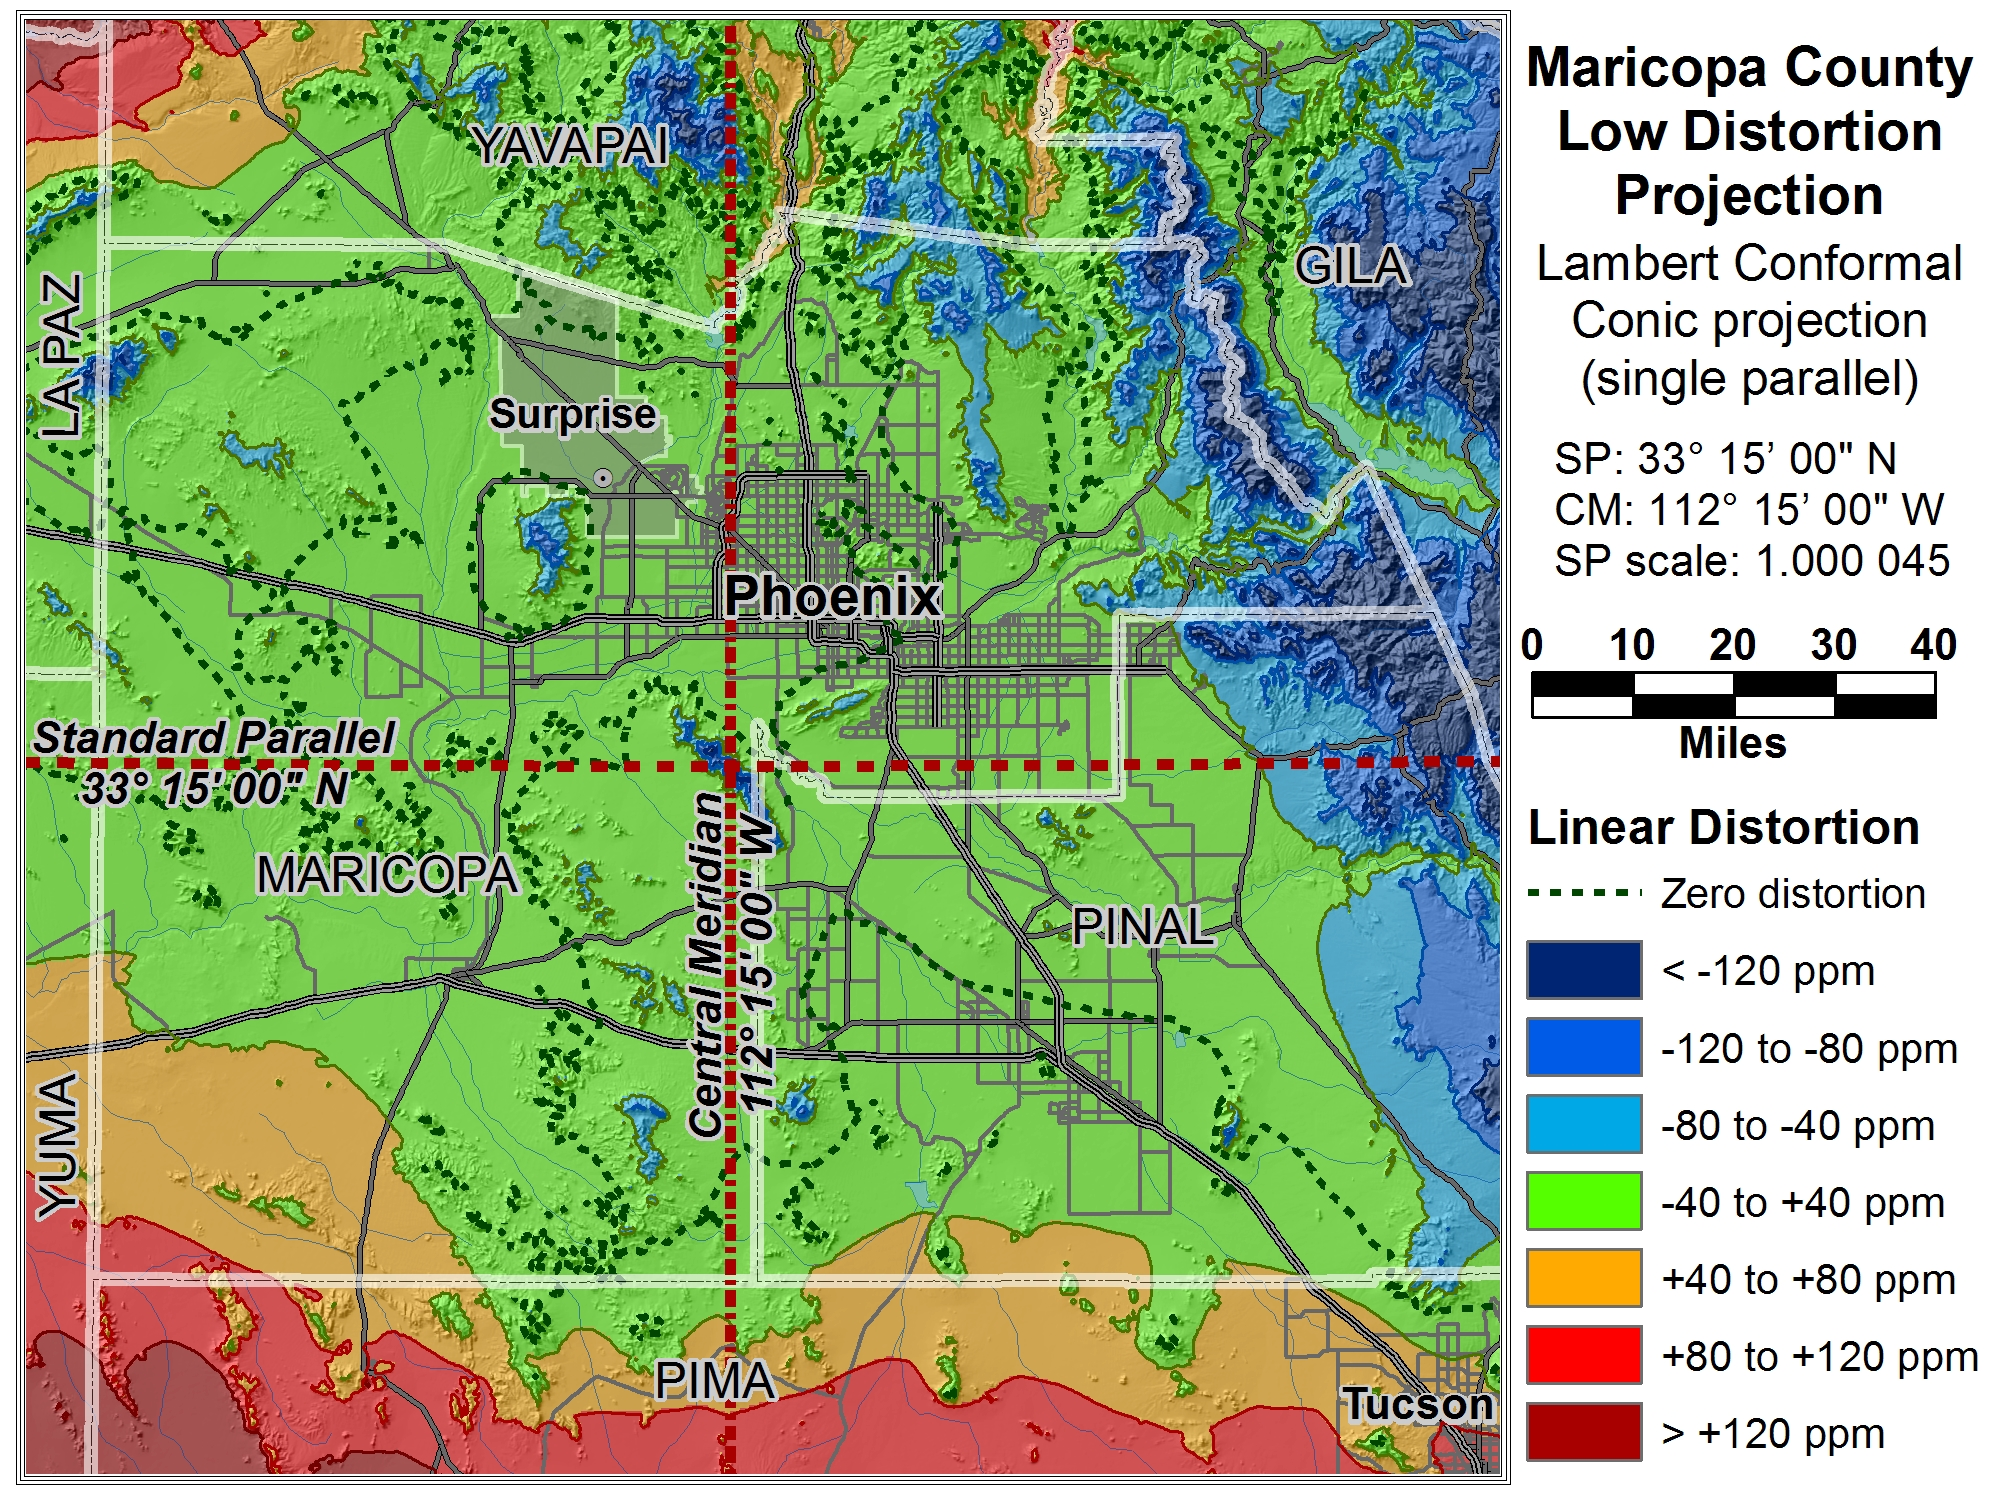 Maricopa County
Low Distortion
Projection
Lambert Conformal
Conic projection
(single parallel)
SP: 33° 15’ 00" N
CM: 112° 15’ 00" W
SP scale: 1.000 045
0 10 20 30 40
Miles
Linear Distortion
Zero distortion
< -120 ppm
-120 to -80 ppm
-80 to -40 ppm
-40 to +40 ppm
+40 to +80 ppm
+80 to +120 ppm
> +120 ppm
YAVAPAI
GILA
LA PAZ
Surprise
Phoenix
Standard Parallel
33° 15' 00" N
MARICOPA
Central Meridian
112° 15' 00" W
PINAL
YUMA
PIMA
Tucson